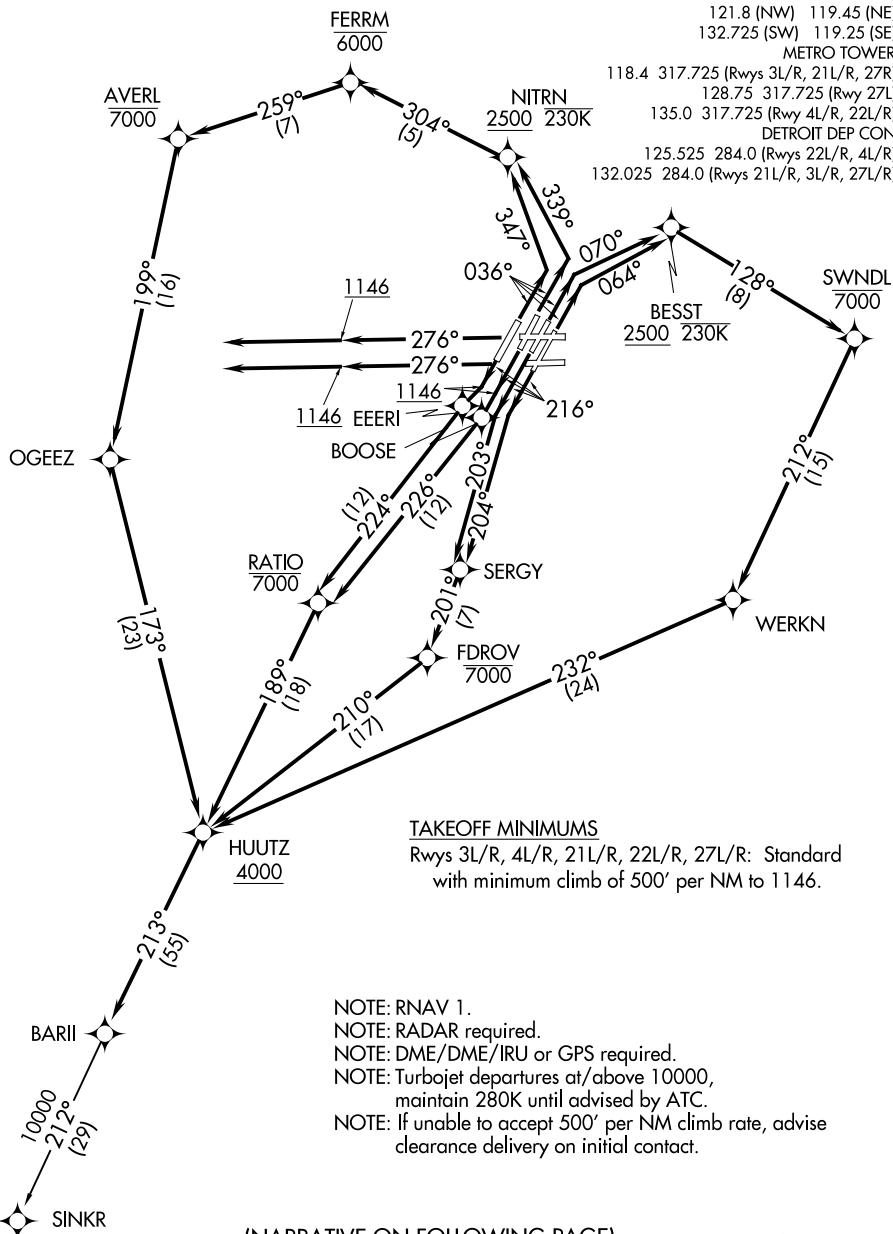 121.8 (NW) 119.45 (NE
132.725 (SW) 119.25 (SE
METRO TOWER
118.4 317.725 (Rwys 3L/R, 21L/R, 27R
128.75 317.725 (Rwy 27L
135.0 317.725 (Rwy 4L/R, 22L/R
DETROIT DEP CON
125.525 284.0 (Rwys 22L/R, 4L/R
132.025 284.0 (Rwys 21L/R, 3L/R, 27L/R
FERRM
6000
AVERL
7000
259°
(7)
304°
(5)
NITRN
2500 230K
347°
339°
036°
070°
064°
BESST
2500 230K
128°
(8)
SWNDL
7000
199°
(16)
1146
276°
276°
1146
1146
216°
EEERI
BOOSE
OGEEZ
(12)
224°
226°
(12)
203°
204°
212°
(15)
RATIO
7000
SERGY
201°
(7)
WERKN
173°
(23)
FDROV
7000
189°
(18)
210°
(17)
232°
(24)
HUUTZ
4000
TAKEOFF MINIMUMS
Rwys 3L/R, 4L/R, 21L/R, 22L/R, 27L/R: Standard
with minimum climb of 500' per NM to 1146.
213°
(55)
BARII
NOTE: RNAV 1.
NOTE: RADAR required.
NOTE: DME/DME/IRU or GPS required.
NOTE: Turbojet departures at/above 10000,
maintain 280K until advised by ATC.
NOTE: If unable to accept 500' per NM climb rate, advise
clearance delivery on initial contact.
10000
212°
(29)
SINKR
(NARRATIVE ON FOLLOWING PAGE)